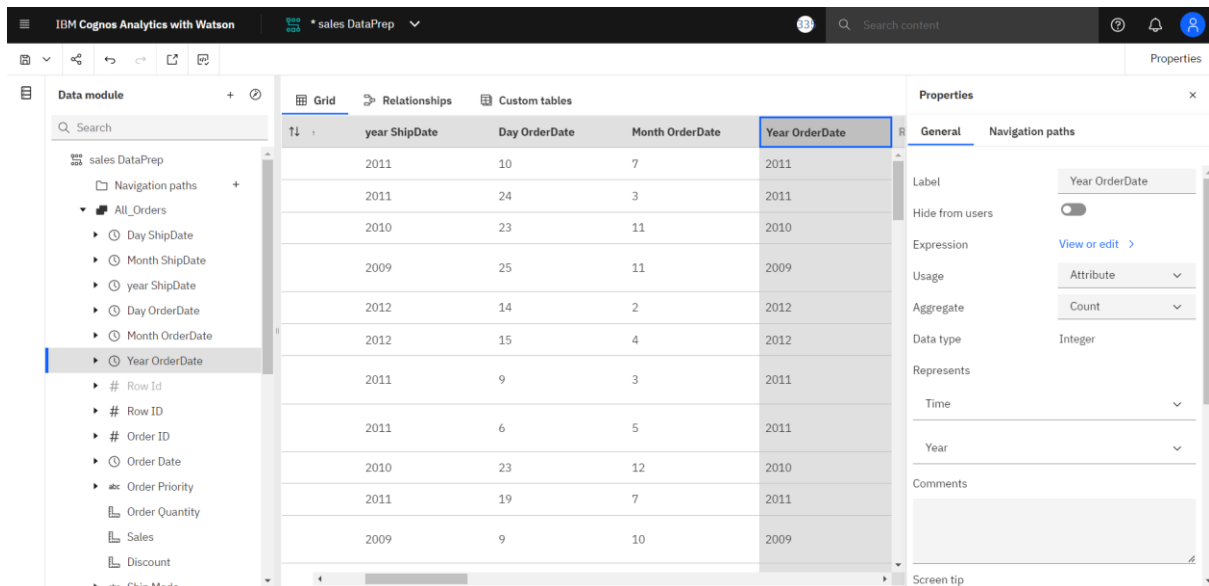 IBM Cognos Analytics with Watson
* sales DataPrep
Search content
Properties
Data module
Search
sales DataPrep
Navigation paths
All_Orders
Day ShipDate
Month ShipDate
year ShipDate
Day OrderDate
Month OrderDate
Year OrderDate
# Row Id
# Row ID
# Order ID
Order Date
abc Order Priority
Order Quantity
Sales
Discount
Grid Relationships Custom tables
year ShipDate Day OrderDate Month OrderDate Year OrderDate
2011 10 7 2011
2011 24 3 2011
2010 23 11 2010
2009 25 11 2009
2012 14 2 2012
2012 15 4 2012
2011 9 3 2011
2011 6 5 2011
2010 23 12 2010
2011 19 7 2011
2009 9 10 2009
Properties
General Navigation paths
Label Year OrderDate
Hide from users
Expression View or edit
Usage Attribute
Aggregate Count
Data type Integer
Represents
Time
Year
Comments
Screen tip